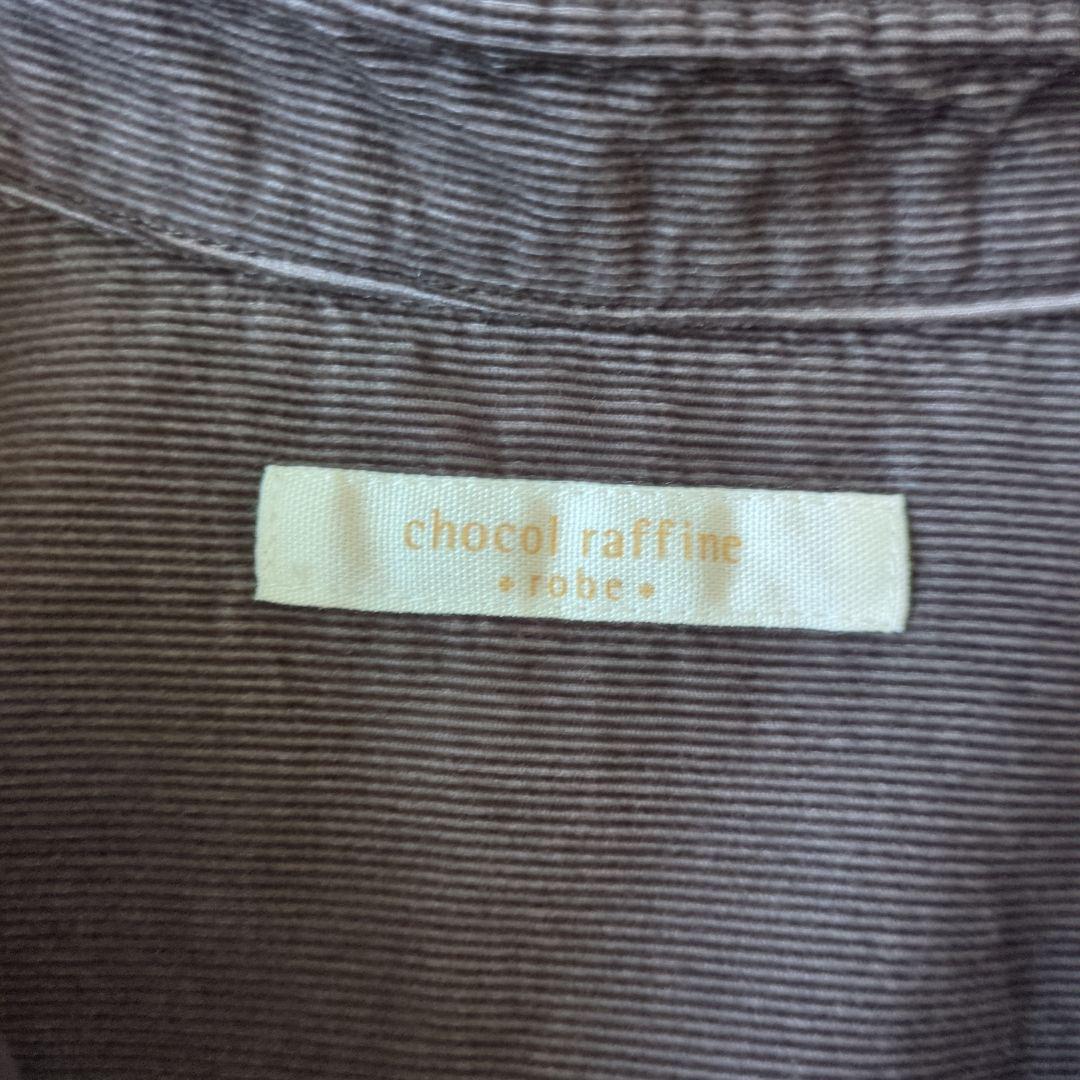 chocol raffine
• robe •